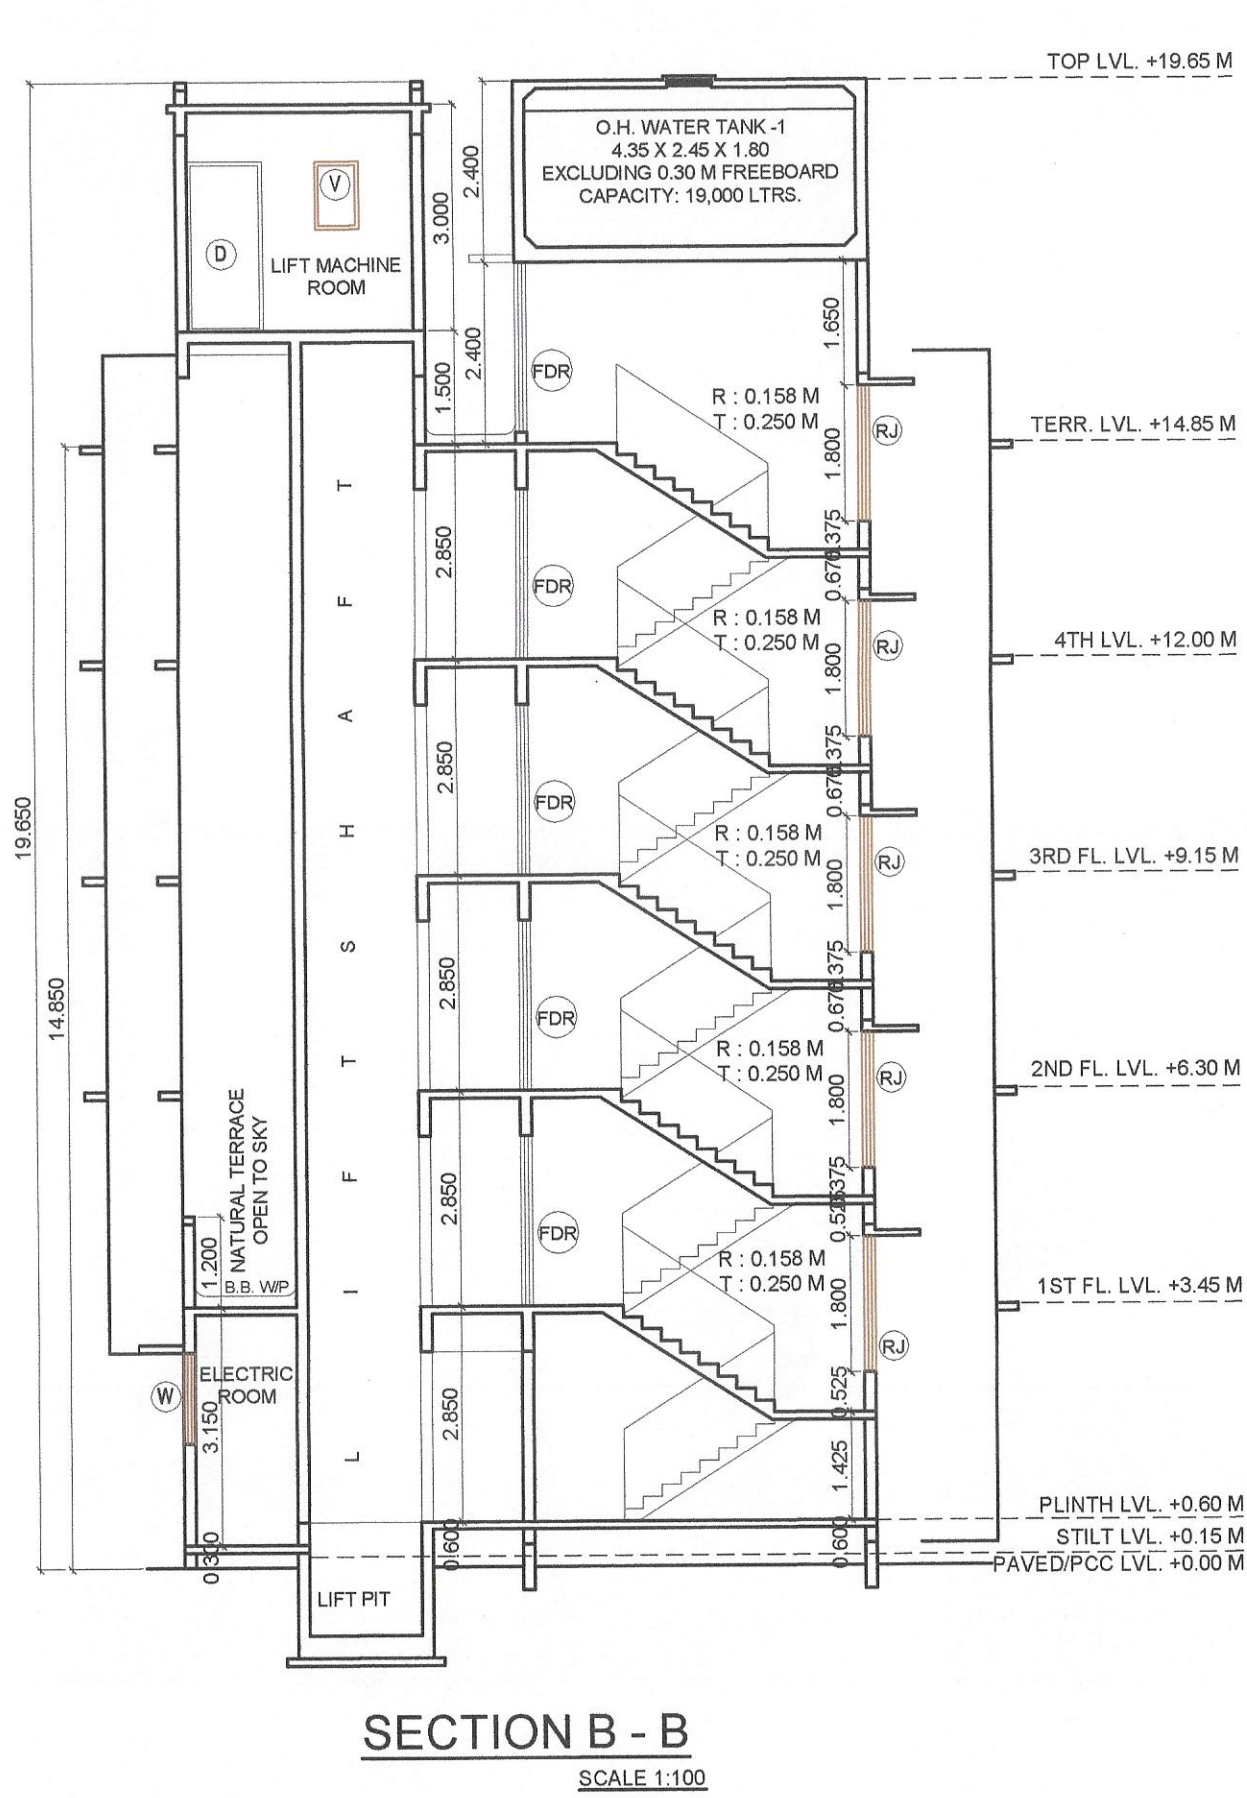 TOP LVL. +19.65 M
O.H. WATER TANK -1
4.35 X 2.45 X 1.80
EXCLUDING 0.30 M FREEBOARD
CAPACITY: 19,000 LTRS.
2.400
3.000
V
D
LIFT MACHINE
ROOM
1.650
2.400
1.500
FDR
R : 0.158 M
T : 0.250 M
RJ
TERR. LVL. +14.85 M
1.800
2.850
FDR
R : 0.158 M
T : 0.250 M
RJ
4TH LVL. +12.00 M
1.800
2.850
FDR
19.650
R : 0.158 M
T : 0.250 M
RJ
3RD FL. LVL. +9.15 M
1.800
14.850
2.850
FDR
R : 0.158 M
T : 0.250 M
RJ
2ND FL. LVL. +6.30 M
1.800
NATURAL TERRACE
OPEN TO SKY
2.850
FDR
1.200
B.B. W/P
R : 0.158 M
T : 0.250 M
1ST FL. LVL. +3.45 M
1.800
RJ
W
ELECTRIC
ROOM
3.150
2.850
0.525
1.425
LIFT SHAFT
PLINTH LVL. +0.60 M
STILT LVL. +0.15 M
PAVED/PCC LVL. +0.00 M
0.300
0.600
0.600
LIFT PIT
SECTION B - B
SCALE 1:100